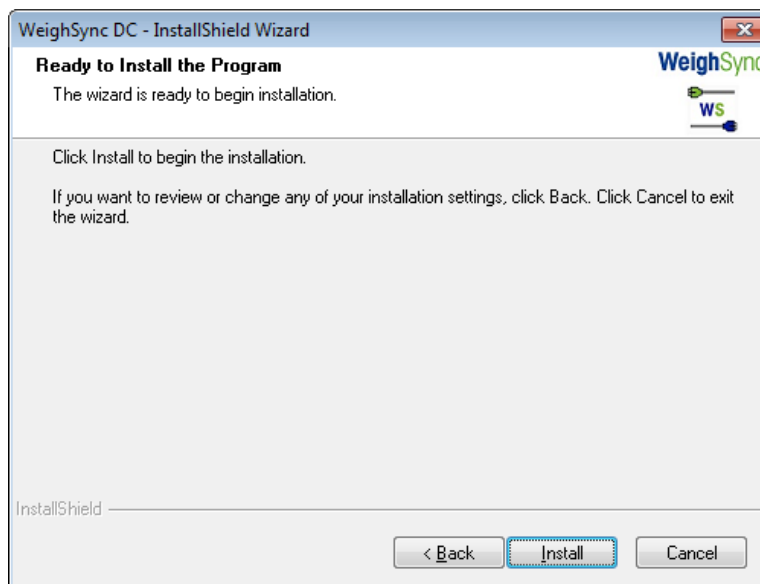 WeighSync DC - InstallShield Wizard
Ready to Install the Program
The wizard is ready to begin installation.
WeighSync
WS
Click Install to begin the installation.
If you want to review or change any of your installation settings, click Back. Click Cancel to exit
the wizard.
InstallShield
< Back
Install
Cancel